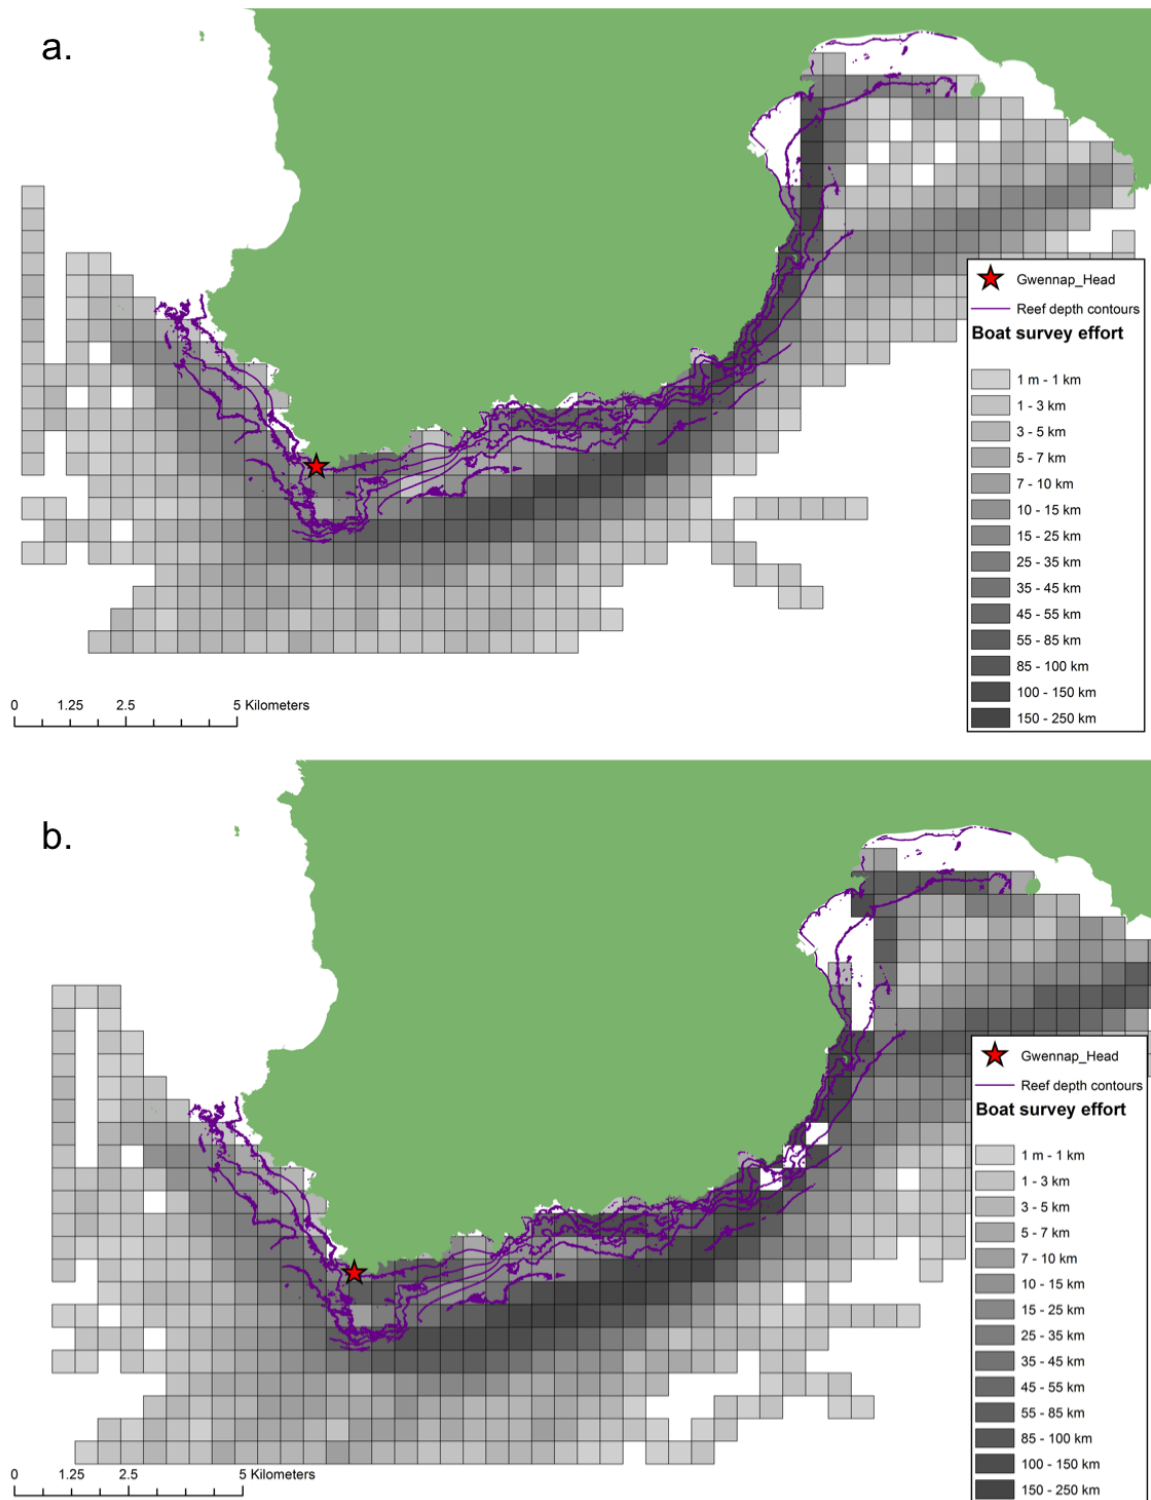 a.
Gwennap_Head
Reef depth contours
Boat survey effort
1 m - 1 km
1 - 3 km
3 - 5 km
5 - 7 km
7 - 10 km
10 - 15 km
15 - 25 km
25 - 35 km
35 - 45 km
45 - 55 km
55 - 85 km
85 - 100 km
100 - 150 km
150 - 250 km
0 1.25 2.5 5 Kilometers
b.
Gwennap_Head
Reef depth contours
Boat survey effort
1 m - 1 km
1 - 3 km
3 - 5 km
5 - 7 km
7 - 10 km
10 - 15 km
15 - 25 km
25 - 35 km
35 - 45 km
45 - 55 km
55 - 85 km
85 - 100 km
100 - 150 km
150 - 250 km
0 1.25 2.5 5 Kilometers